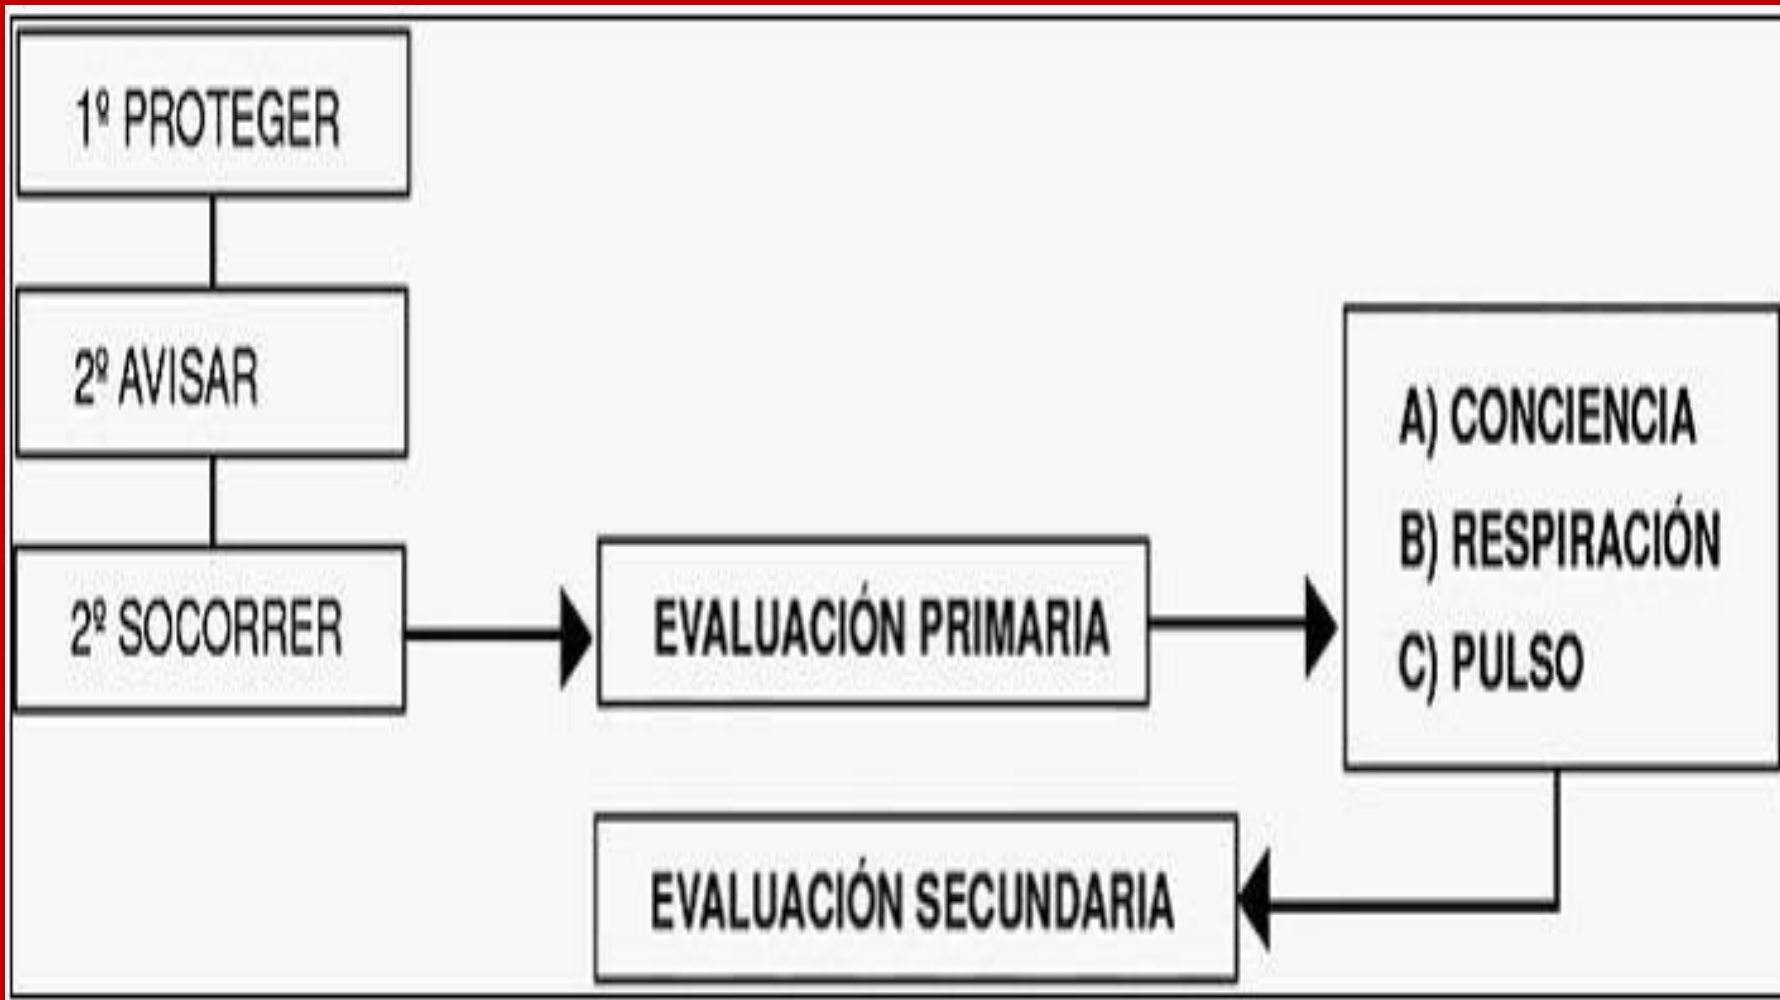 1º PROTEGER
2º AVISAR
2º SOCORRER
EVALUACIÓN PRIMARIA
A) CONCIENCIA
B) RESPIRACIÓN
C) PULSO
EVALUACIÓN SECUNDARIA